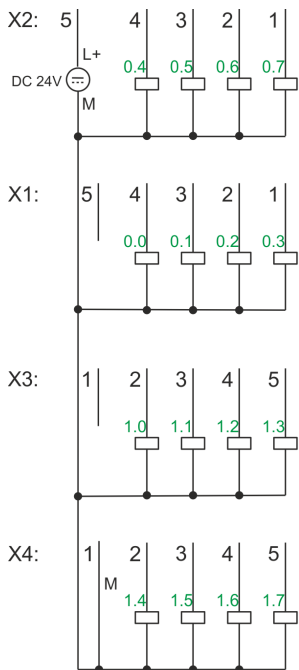 X2: 5 4 3 2 1
L+
0.4 0.5 0.6 0.7
DC 24V
M
X1: 5 4 3 2 1
0.0 0.1 0.2 0.3
X3: 1 2 3 4 5
1.0 1.1 1.2 1.3
X4: 1 2 3 4 5
M
1.4 1.5 1.6 1.7